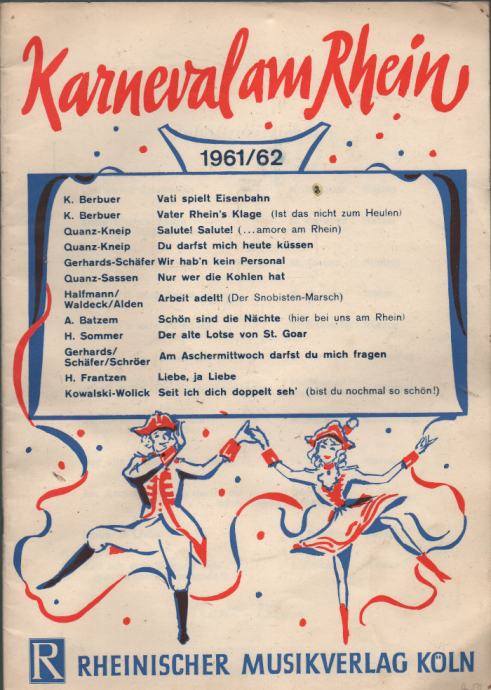 Karneval am Rhein
1961/62
K. Berbuer Vati spielt Eisenbahn
K. Berbuer Vater Rhein's Klage (Ist das nicht zum Heulen)
Quanz-Kneip Salute! Salute! (...amore am Rhein)
Quanz-Kneip Du darfst mich heute küssen
Gerhards-Schäfer Wir hab'n kein Personal
Quanz-Sassen Nur wer die Kohlen hat
Halfmann/
Waldeck/Alden Arbeit adelt! (Der Snobisten-Marsch)
A. Batzem Schön sind die Nächte (hier bei uns am Rhein)
H. Sommer Der alte Lotse von St. Goar
Gerhards/
Schäfer/Schröer Am Aschermittwoch darfst du mich fragen
H. Frantzen Liebe, ja Liebe
Kowalski-Wolick Seit ich dich doppelt seh' (bist du nochmal so schön!)
R RHEINISCHER MUSIKVERLAG KÖLN